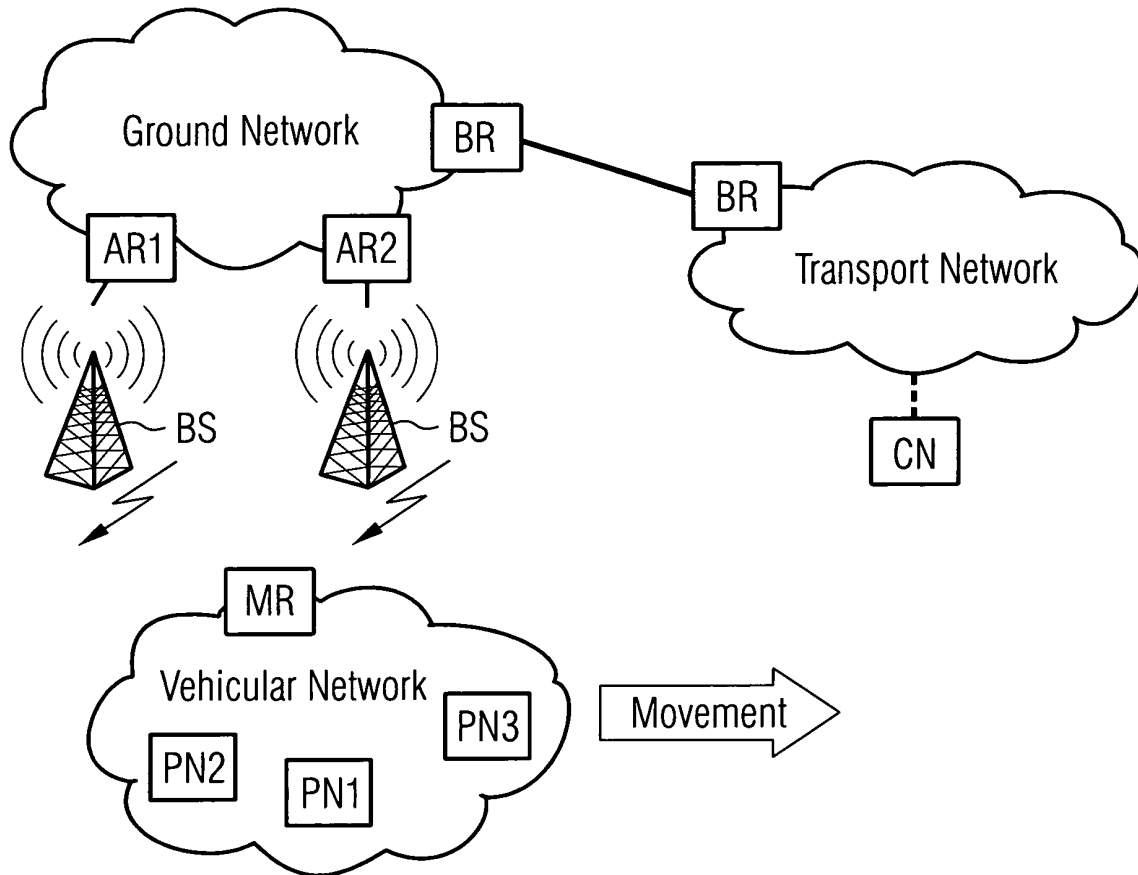 Ground Network
BR
BR
AR1
AR2
Transport Network
BS
BS
CN
MR
Vehicular Network
PN3
Movement
PN2
PN1